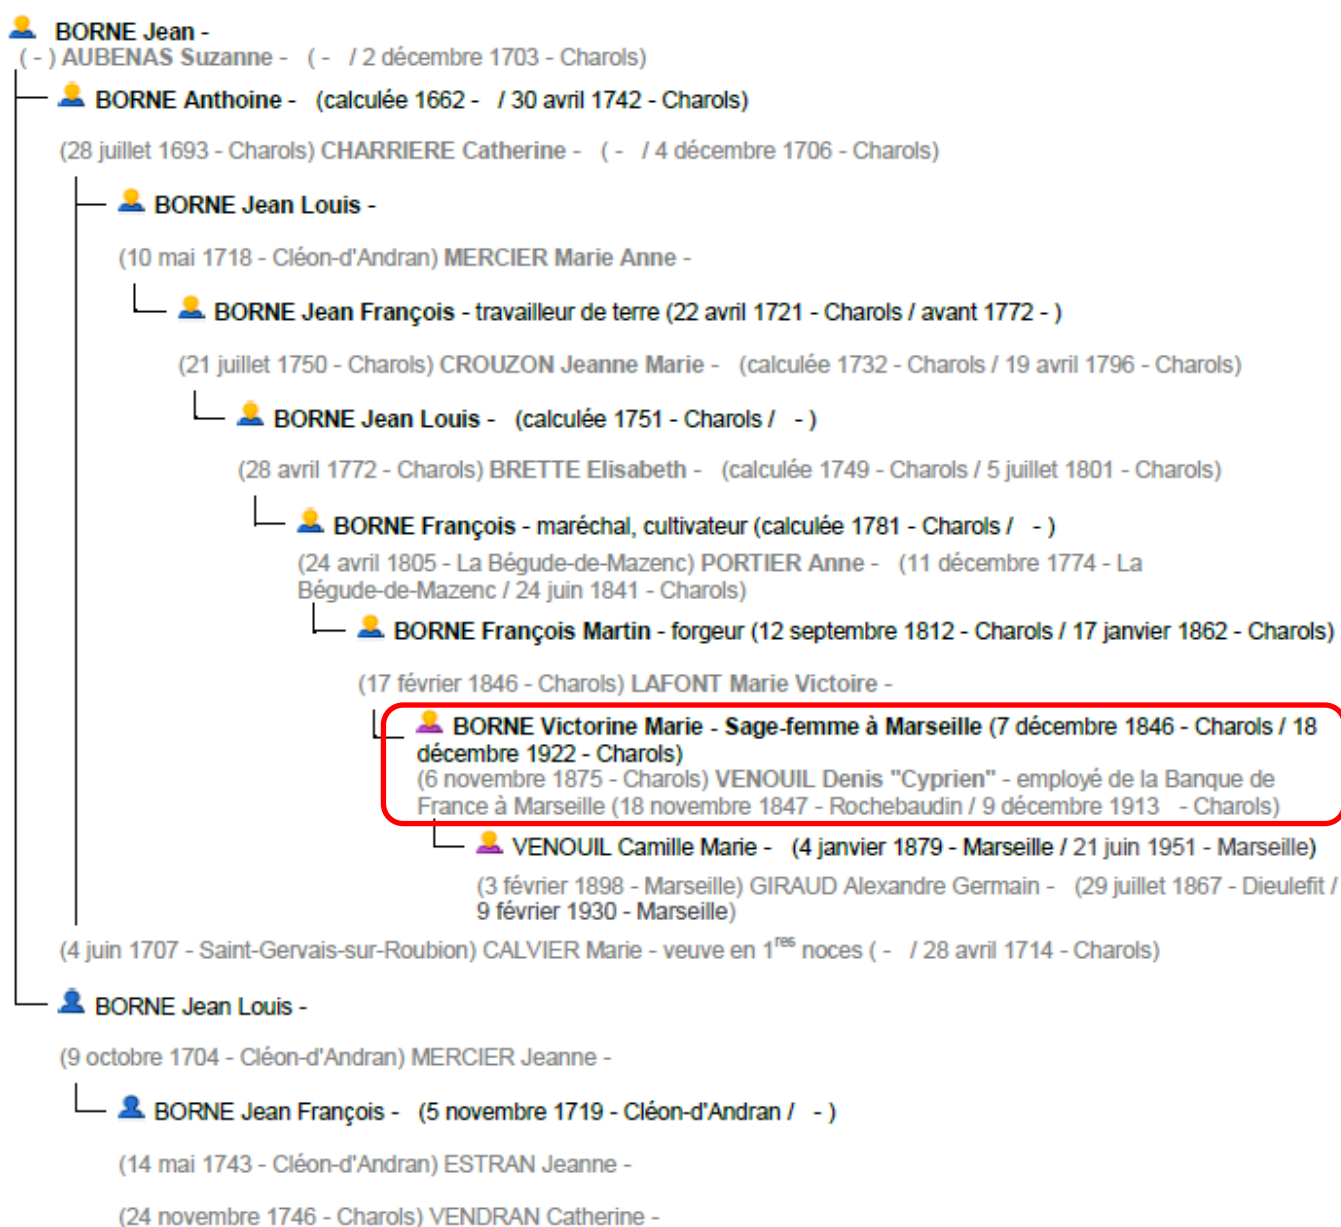 BORNE Jean -
( - ) AUBENAS Suzanne - ( - / 2 décembre 1703 - Charols)
BORNE Anthoine - (calculée 1662 - / 30 avril 1742 - Charols)
(28 juillet 1693 - Charols) CHARRIERE Catherine - ( - / 4 décembre 1706 - Charols)
BORNE Jean Louis -
(10 mai 1718 - Cléon-d'Andran) MERCIER Marie Anne -
BORNE Jean François - travailleur de terre (22 avril 1721 - Charols / avant 1772 - )
(21 juillet 1750 - Charols) CROUZON Jeanne Marie - (calculée 1732 - Charols / 19 avril 1796 - Charols)
BORNE Jean Louis - (calculée 1751 - Charols / - )
(28 avril 1772 - Charols) BRETTE Elisabeth - (calculée 1749 - Charols / 5 juillet 1801 - Charols)
BORNE François - maréchal, cultivateur (calculée 1781 - Charols / - )
(24 avril 1805 - La Bégude-de-Mazenc) PORTIER Anne - (11 décembre 1774 - La
Bégude-de-Mazenc / 24 juin 1841 - Charols)
BORNE François Martin - forgeur (12 septembre 1812 - Charols / 17 janvier 1862 - Charols)
(17 février 1846 - Charols) LAFONT Marie Victoire -
BORNE Victorine Marie - Sage-femme à Marseille (7 décembre 1846 - Charols / 18
décembre 1922 - Charols)
(6 novembre 1875 - Charols) VENOUIL Denis "Cyprien" - employé de la Banque de
France à Marseille (18 novembre 1847 - Rochebaudin / 9 décembre 1913 - Charols)
VENOUIL Camille Marie - (4 janvier 1879 - Marseille / 21 juin 1951 - Marseille)
(3 février 1898 - Marseille) GIRAUD Alexandre Germain - (29 juillet 1867 - Dieulefit /
9 février 1930 - Marseille)
(4 juin 1707 - Saint-Gervais-sur-Roubion) CALVIER Marie - veuve en 1res noces ( - / 28 avril 1714 - Charols)
BORNE Jean Louis -
(9 octobre 1704 - Cléon-d'Andran) MERCIER Jeanne -
BORNE Jean François - (5 novembre 1719 - Cléon-d'Andran / - )
(14 mai 1743 - Cléon-d'Andran) ESTRAN Jeanne -
(24 novembre 1746 - Charols) VENDRAN Catherine -